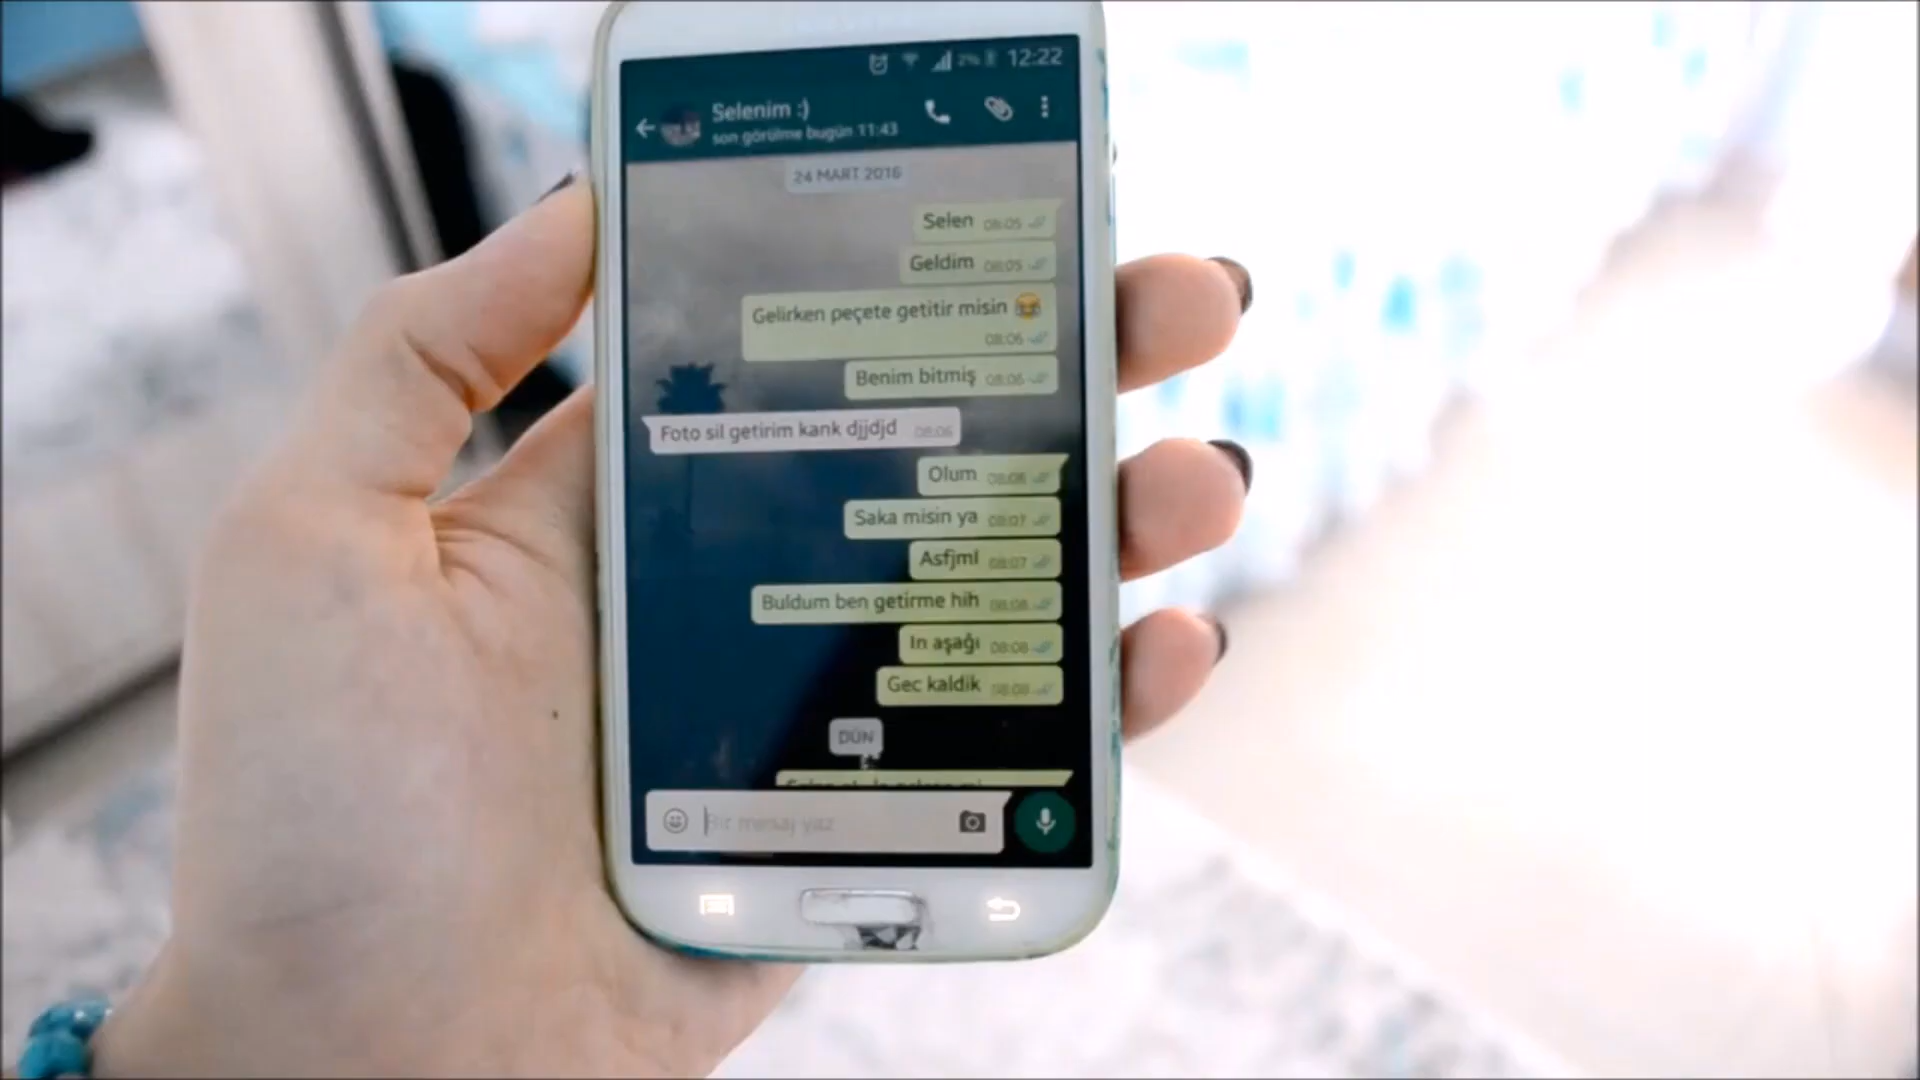 2% 12:22
Selenim :)
son görülme bugün 11:43
24 MART 2016
Selen 08:05
Geldim 08:05
Gelirken peçete getitir misin 😂
08:06
Benim bitmiş 08:06
Foto sil getirim kank djjdjd 08:06
Olum 08:06
Saka misin ya 08:07
Asfjml 08:07
Buldum ben getirme hih 08:08
In aşağı 08:08
Gec kaldik 08:08
DÜN
Bir mesaj yaz